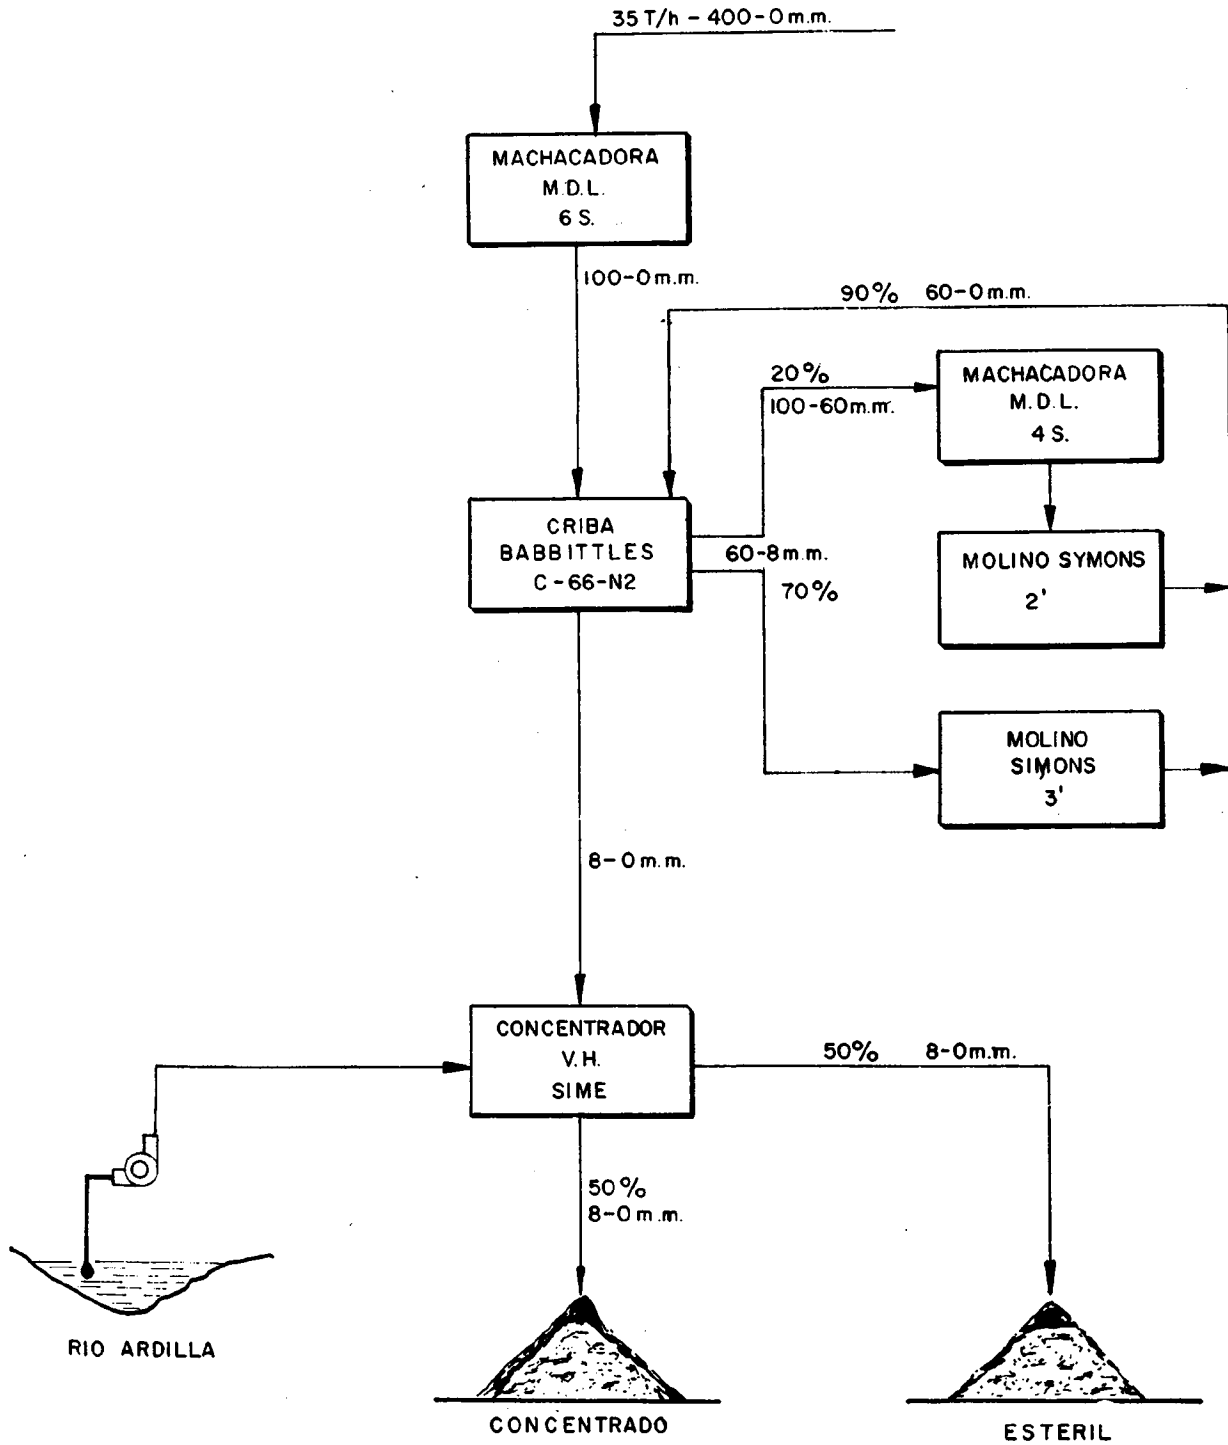 35 T/h - 400-0 m.m.
MACHACADORA
M.D.L.
6 S.
100-0 m.m.
90% 60-0 m.m.
20%
100-60 m.m.
MACHACADORA
M.D.L.
4 S.
CRIBA
BABBITTLES
C-66-N2
60-8 m.m.
70%
MOLINO SYMONS
2'
MOLINO
SIMONS
3'
8-0 m.m.
CONCENTRADOR
V.H.
SIME
50% 8-0 m.m.
50%
8-0 m.m.
RIO ARDILLA
CONCENTRADO
ESTERIL